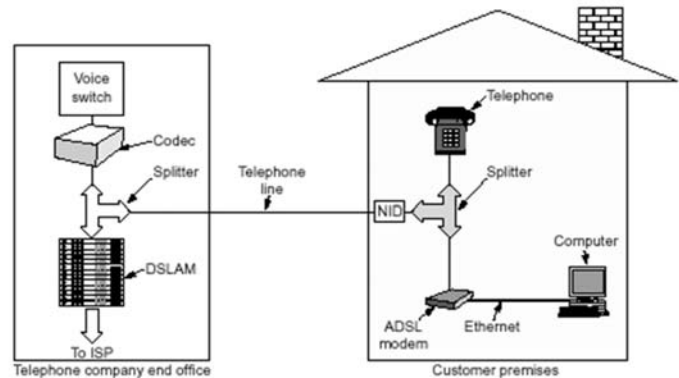 Voice
switch
Codec
Splitter
DSLAM
To ISP
Telephone company end office
Telephone
line
NID
Telephone
Splitter
Computer
ADSL
modem
Ethernet
Customer premises